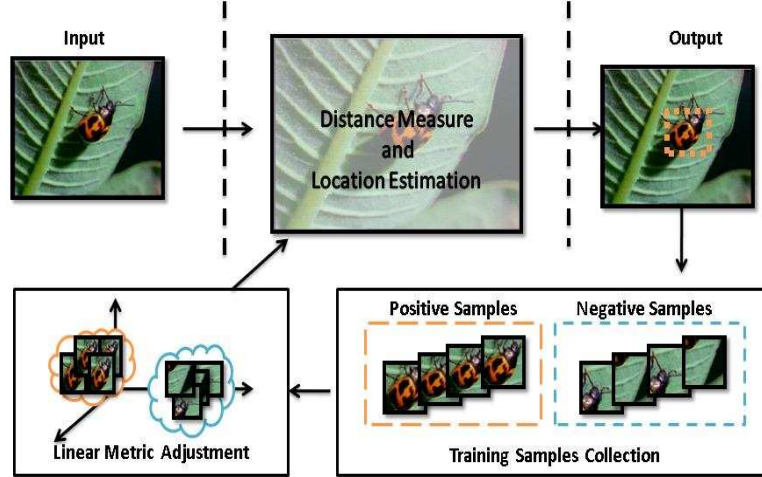 Input
Output
Distance Measure
and
Location Estimation
Positive Samples
Negative Samples
Linear Metric Adjustment
Training Samples Collection